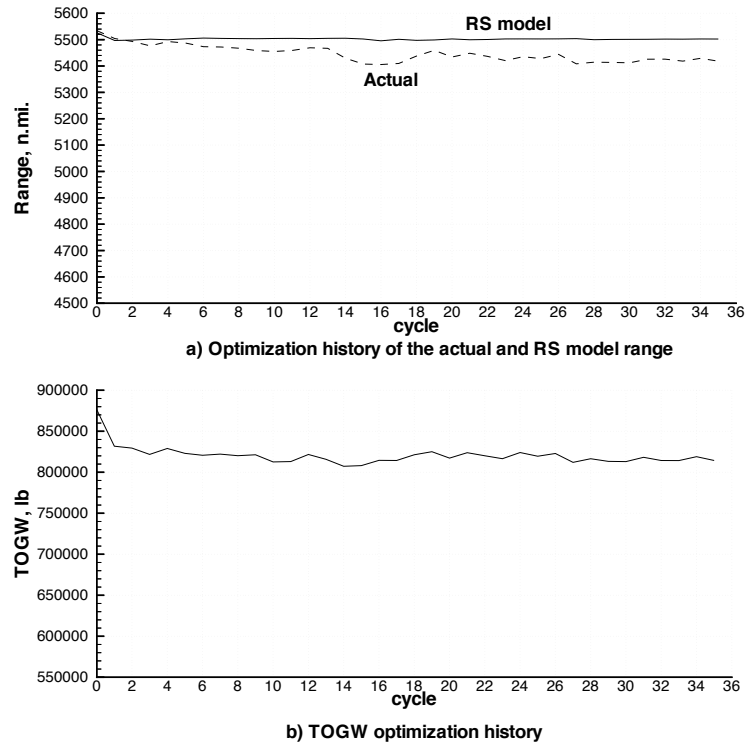 5600
5500
5400
5300
5200
5100
5000
4900
4800
4700
4600
4500
Range, n.mi.
RS model
Actual
0 2 4 6 8 10 12 14 16 18 20 22 24 26 28 30 32 34 36
cycle
a) Optimization history of the actual and RS model range
900000
850000
800000
750000
700000
650000
600000
550000
TOGW, lb
0 2 4 6 8 10 12 14 16 18 20 22 24 26 28 30 32 34 36
cycle
b) TOGW optimization history